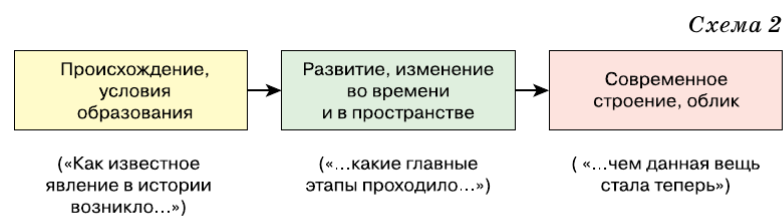 Схема 2
Происхождение,
условия
образования
Развитие, изменение
во времени
и в пространстве
Современное
строение, облик
(«Как известное
явление в истории
возникло…»)
(«…какие главные
этапы проходило…»)
( «…чем данная вещь
стала теперь»)